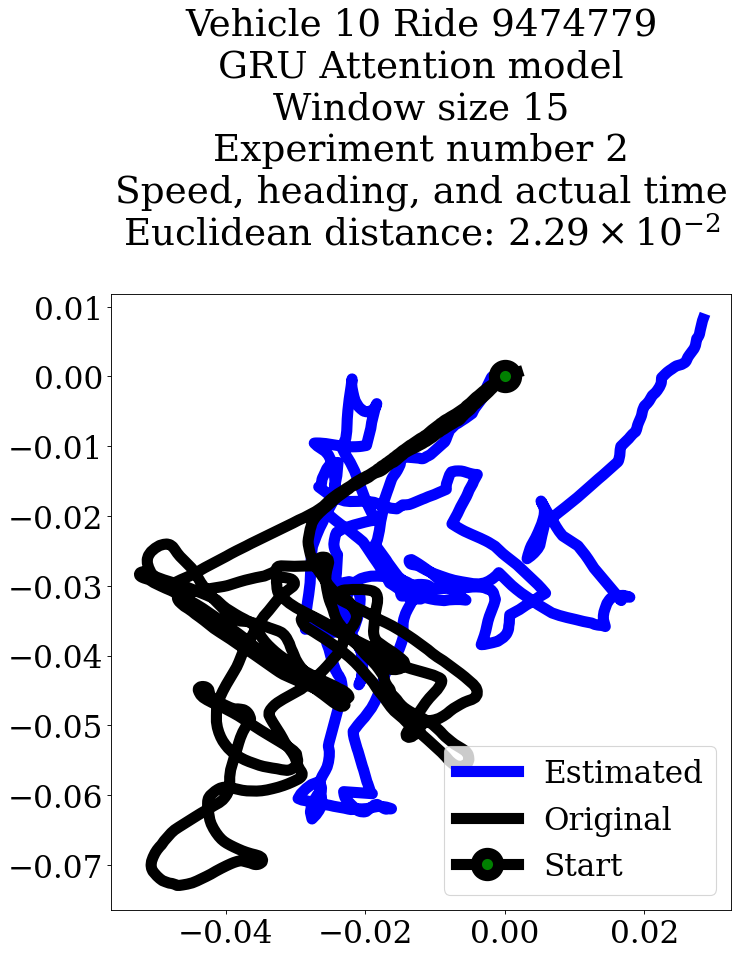 Vehicle 10 Ride 9474779
GRU Attention model
Window size 15
Experiment number 2
Speed, heading, and actual time
Euclidean distance: 2.29 × 10⁻²
0.01
0.00
−0.01
−0.02
−0.03
−0.04
−0.05
−0.06
−0.07
Estimated
Original
Start
−0.04 −0.02 0.00 0.02